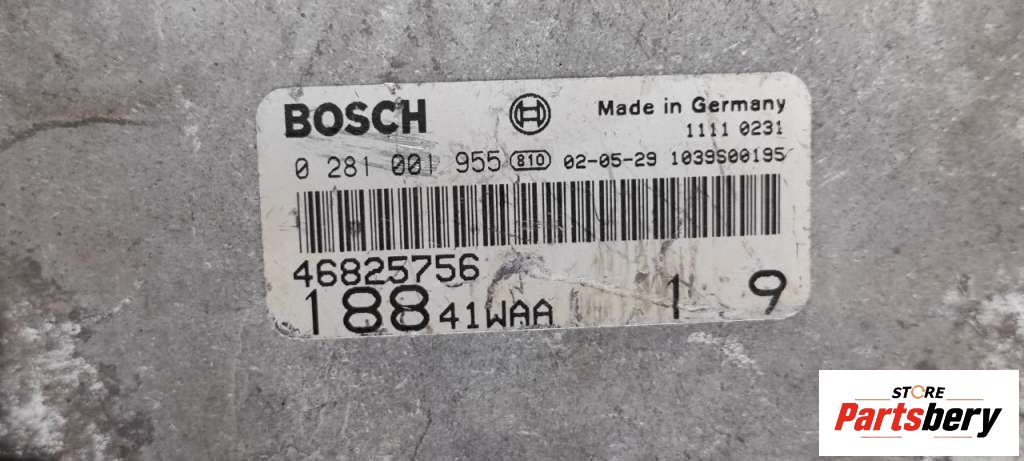 BOSCH Made in Germany
1111 0231
0 281 001 955 810 02-05-29 1039S00195
46825756
188 41WAA 1 9
STORE
Partsbery